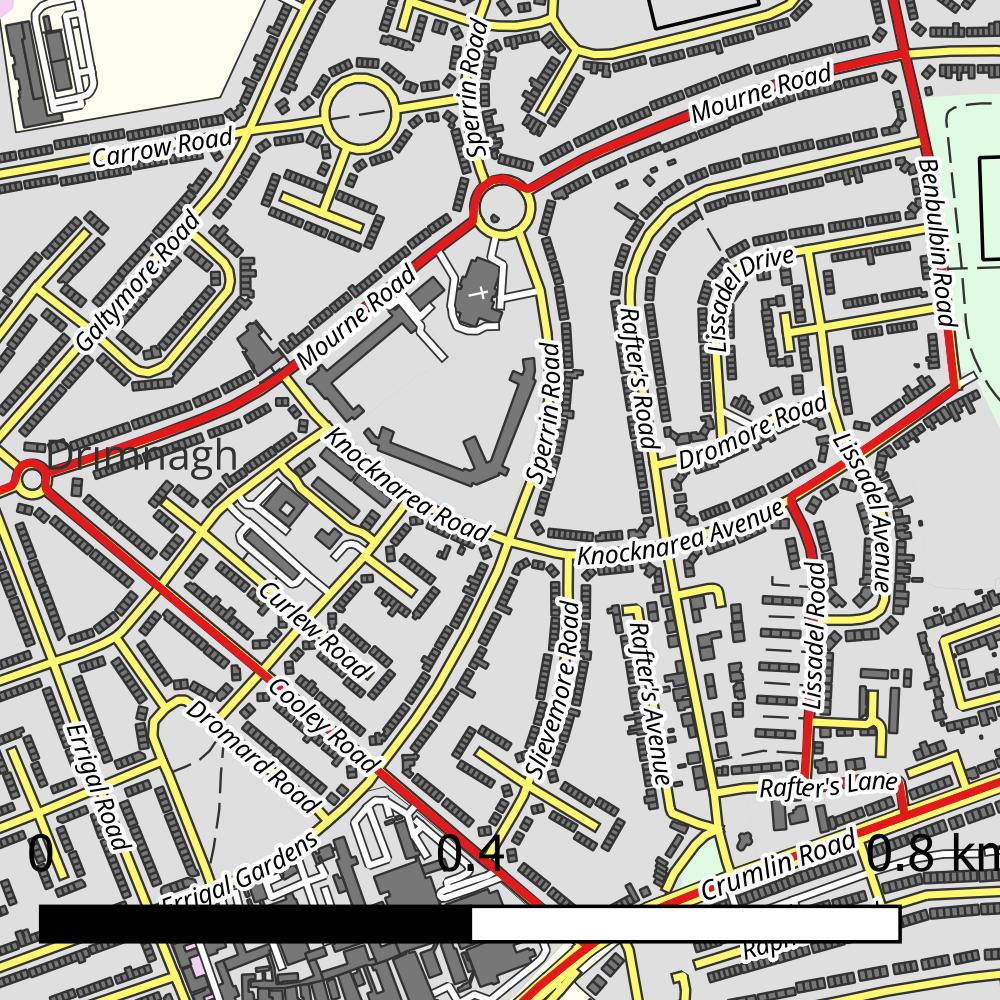 Sperrin Road
Mourne Road
Carrow Road
Benbulbin Road
Galtymore Road
Lissadel Drive
Mourne Road
Rafter's Road
Sperrin Road
Dromore Road
Drimnagh
Knocknarea Road
Lissadel Avenue
Knocknarea Avenue
Curlew Road
Lissadel Road
Rafter's Avenue
Slievemore Road
Cooley Road
Dromard Road
Errigal Road
Rafter's Lane
Crumlin Road
Errigal Gardens
0 0.4 0.8 km